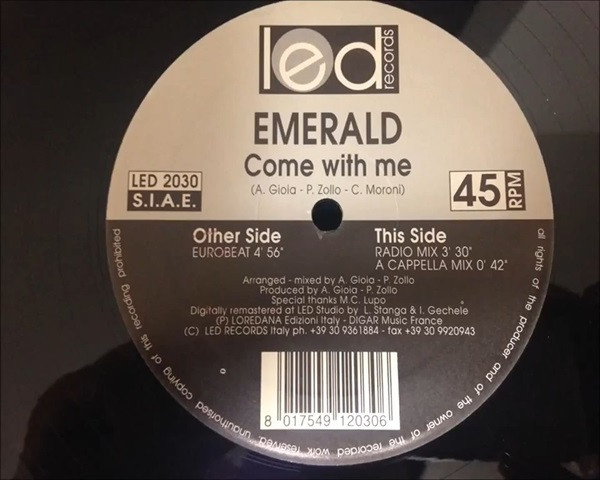 led records
EMERALD
Come with me
(A. Gioia - P. Zollo - C. Moroni)
LED 2030
S.I.A.E.
45 RPM
Other Side
EUROBEAT 4' 56"
This Side
RADIO MIX 3' 30"
A CAPPELLA MIX 0' 42"
Arranged - mixed by A. Gioia - P. Zollo
Produced by A. Gioia - P. Zollo
Special thanks M.C. Lupo
Digitally remastered at LED Studio by L. Stanga & I. Gechele
(P) LOREDANA Edizioni Italy - DIGAR Music France
(C) LED RECORDS Italy ph. +39 30 9361884 - fax +39 30 9920943
8 017549 120306
all rights of the producer and of the owner of the recorded work reserved. unauthorised copying of this recording prohibited